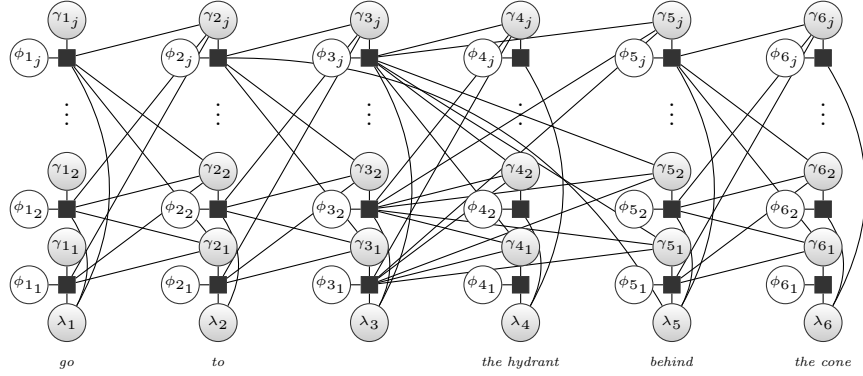 γ1j γ2j γ3j γ4j γ5j γ6j
ϕ1j ϕ2j ϕ3j ϕ4j ϕ5j ϕ6j
⋮ ⋮ ⋮ ⋮ ⋮ ⋮
γ12 γ22 γ32 γ42 γ52 γ62
ϕ12 ϕ22 ϕ32 ϕ42 ϕ52 ϕ62
γ11 γ21 γ31 γ41 γ51 γ61
ϕ11 ϕ21 ϕ31 ϕ41 ϕ51 ϕ61
λ1 λ2 λ3 λ4 λ5 λ6
go to the hydrant behind the cone